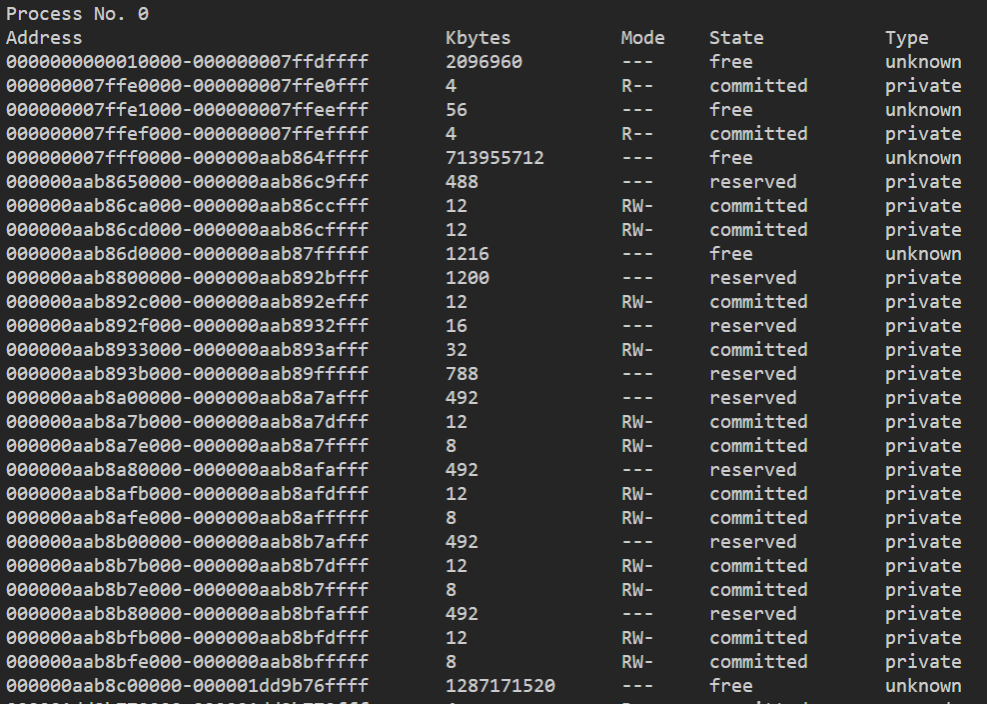 Process No. 0
Address Kbytes Mode State Type
0000000000010000-000000007ffdffff 2096960 --- free unknown
000000007ffe0000-000000007ffe0fff 4 R-- committed private
000000007ffe1000-000000007ffeefff 56 --- free unknown
000000007ffef000-000000007ffeffff 4 R-- committed private
000000007fff0000-000000aab864ffff 713955712 --- free unknown
000000aab8650000-000000aab86c9fff 488 --- reserved private
000000aab86ca000-000000aab86ccfff 12 RW- committed private
000000aab86cd000-000000aab86cffff 12 RW- committed private
000000aab86d0000-000000aab87fffff 1216 --- free unknown
000000aab8800000-000000aab892bfff 1200 --- reserved private
000000aab892c000-000000aab892efff 12 RW- committed private
000000aab892f000-000000aab8932fff 16 --- reserved private
000000aab8933000-000000aab893afff 32 RW- committed private
000000aab893b000-000000aab89fffff 788 --- reserved private
000000aab8a00000-000000aab8a7afff 492 --- reserved private
000000aab8a7b000-000000aab8a7dfff 12 RW- committed private
000000aab8a7e000-000000aab8a7ffff 8 RW- committed private
000000aab8a80000-000000aab8afafff 492 --- reserved private
000000aab8afb000-000000aab8afdfff 12 RW- committed private
000000aab8afe000-000000aab8afffff 8 RW- committed private
000000aab8b00000-000000aab8b7afff 492 --- reserved private
000000aab8b7b000-000000aab8b7dfff 12 RW- committed private
000000aab8b7e000-000000aab8b7ffff 8 RW- committed private
000000aab8b80000-000000aab8bfafff 492 --- reserved private
000000aab8bfb000-000000aab8bfdfff 12 RW- committed private
000000aab8bfe000-000000aab8bfffff 8 RW- committed private
000000aab8c00000-000001dd9b76ffff 1287171520 --- free unknown